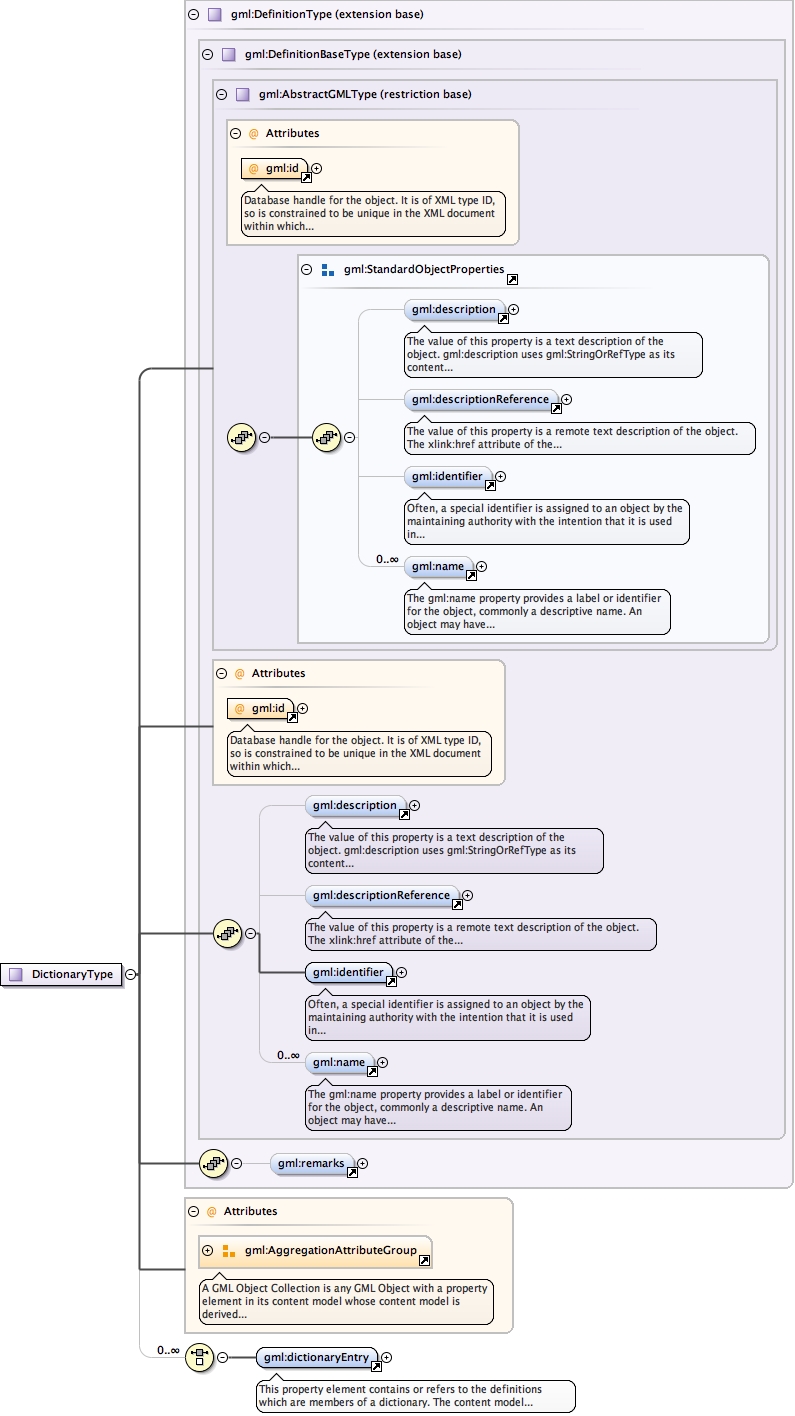 gml:DefinitionType (extension base)
gml:DefinitionBaseType (extension base)
gml:AbstractGMLType (restriction base)
@ Attributes
@ gml:id
Database handle for the object. It is of XML type ID,
so is constrained to be unique in the XML document
within which...
gml:StandardObjectProperties
gml:description
The value of this property is a text description of the
object. gml:description uses gml:StringOrRefType as its
content...
gml:descriptionReference
The value of this property is a remote text description of the object.
The xlink:href attribute of the...
gml:identifier
Often, a special identifier is assigned to an object by the
maintaining authority with the intention that it is used
in...
0..∞
gml:name
The gml:name property provides a label or identifier
for the object, commonly a descriptive name. An
object may have...
@ Attributes
@ gml:id
Database handle for the object. It is of XML type ID,
so is constrained to be unique in the XML document
within which...
gml:description
The value of this property is a text description of the
object. gml:description uses gml:StringOrRefType as its
content...
gml:descriptionReference
The value of this property is a remote text description of the object.
The xlink:href attribute of the...
DictionaryType
gml:identifier
Often, a special identifier is assigned to an object by the
maintaining authority with the intention that it is used
in...
0..∞
gml:name
The gml:name property provides a label or identifier
for the object, commonly a descriptive name. An
object may have...
gml:remarks
@ Attributes
gml:AggregationAttributeGroup
A GML Object Collection is any GML Object with a property
element in its content model whose content model is
derived...
0..∞
gml:dictionaryEntry
This property element contains or refers to the definitions
which are members of a dictionary. The content model...